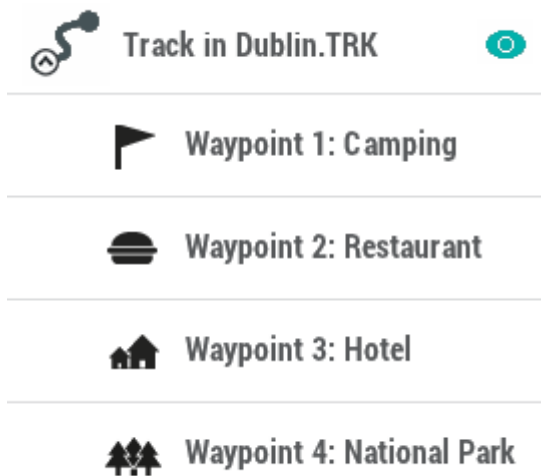 Track in Dublin.TRK
Waypoint 1: Camping
Waypoint 2: Restaurant
Waypoint 3: Hotel
Waypoint 4: National Park